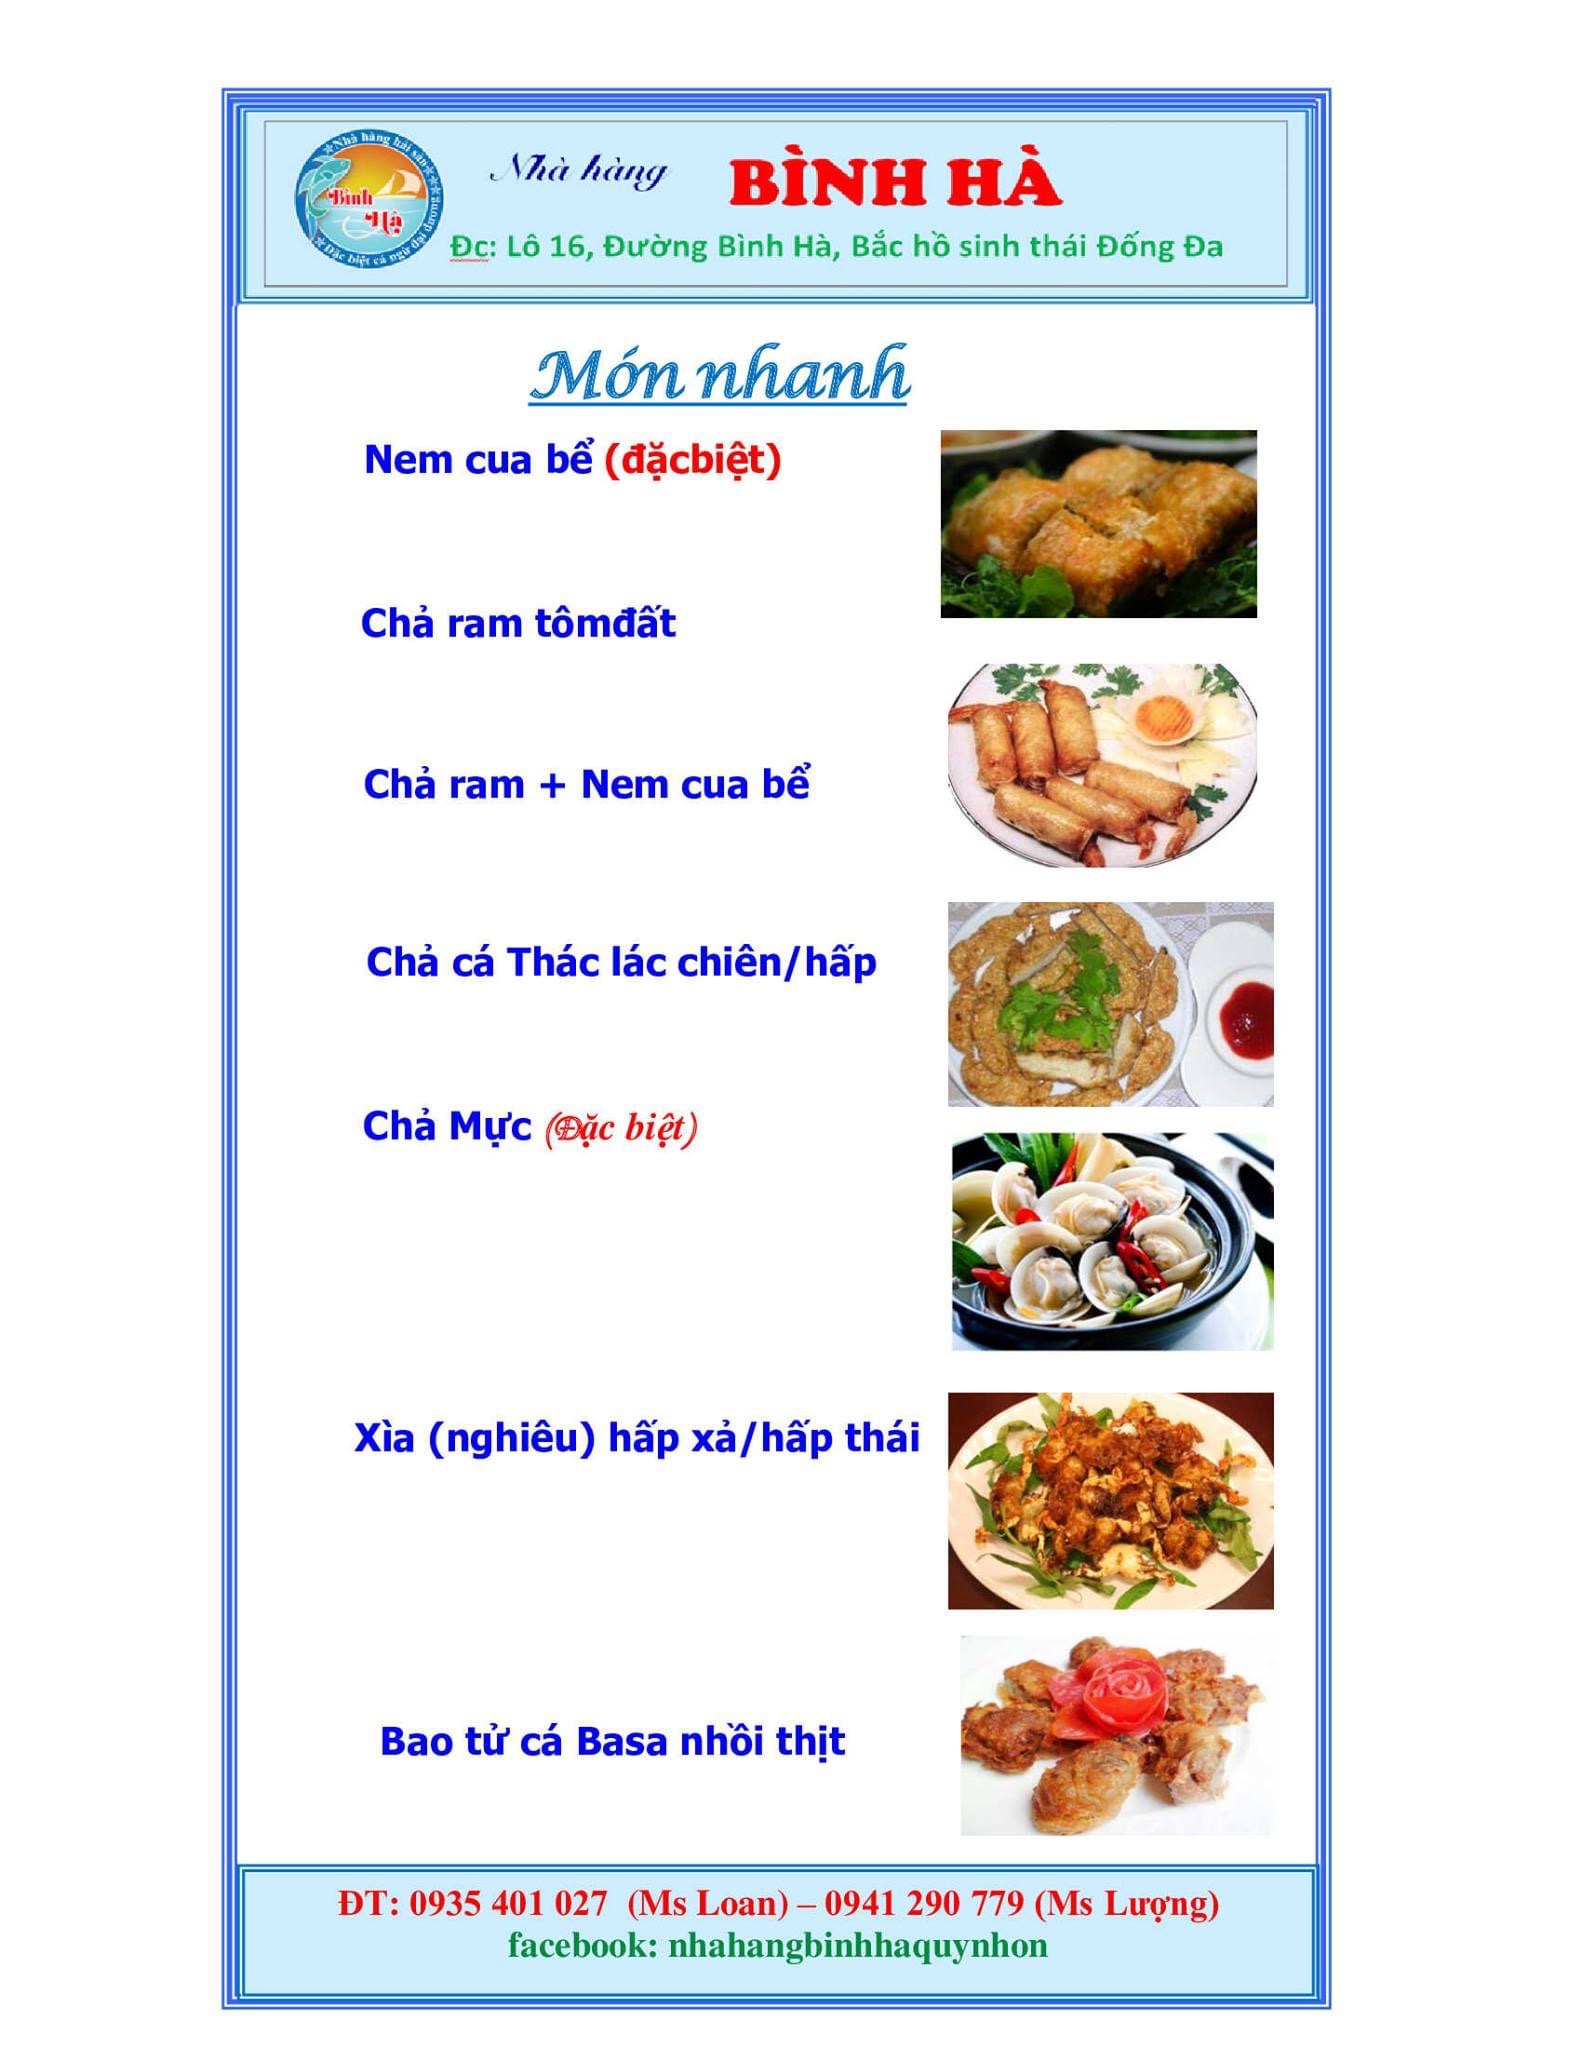 Nhà hàng hải sản
Bình
Hà
Đặc biệt cá ngừ đại dương
Nhà hàng BÌNH HÀ
Đc: Lô 16, Đường Bình Hà, Bắc hồ sinh thái Đống Đa
Món nhanh
Nem cua bể (đặcbiệt)
Chả ram tômđất
Chả ram + Nem cua bể
Chả cá Thác lác chiên/hấp
Chả Mực (Đặc biệt)
Xìa (nghiêu) hấp xả/hấp thái
Bao tử cá Basa nhồi thịt
ĐT: 0935 401 027 (Ms Loan) – 0941 290 779 (Ms Lượng)
facebook: nhahangbinhhaquynhon